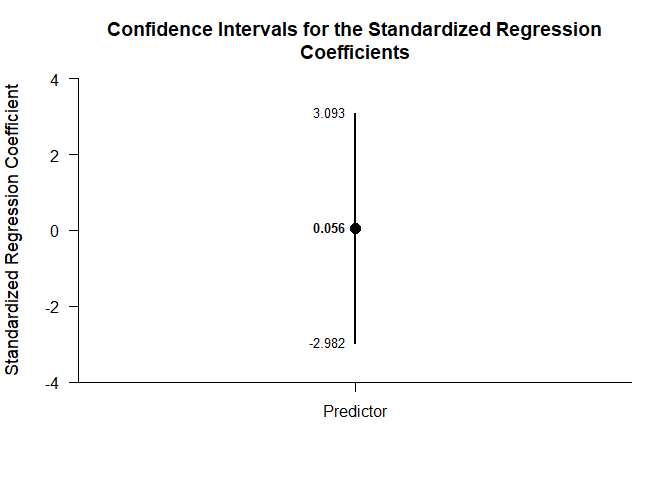 Confidence Intervals for the Standardized Regression
Coefficients
Standardized Regression Coefficient
4
2
0
-2
-4
3.093
0.056
-2.982
Predictor